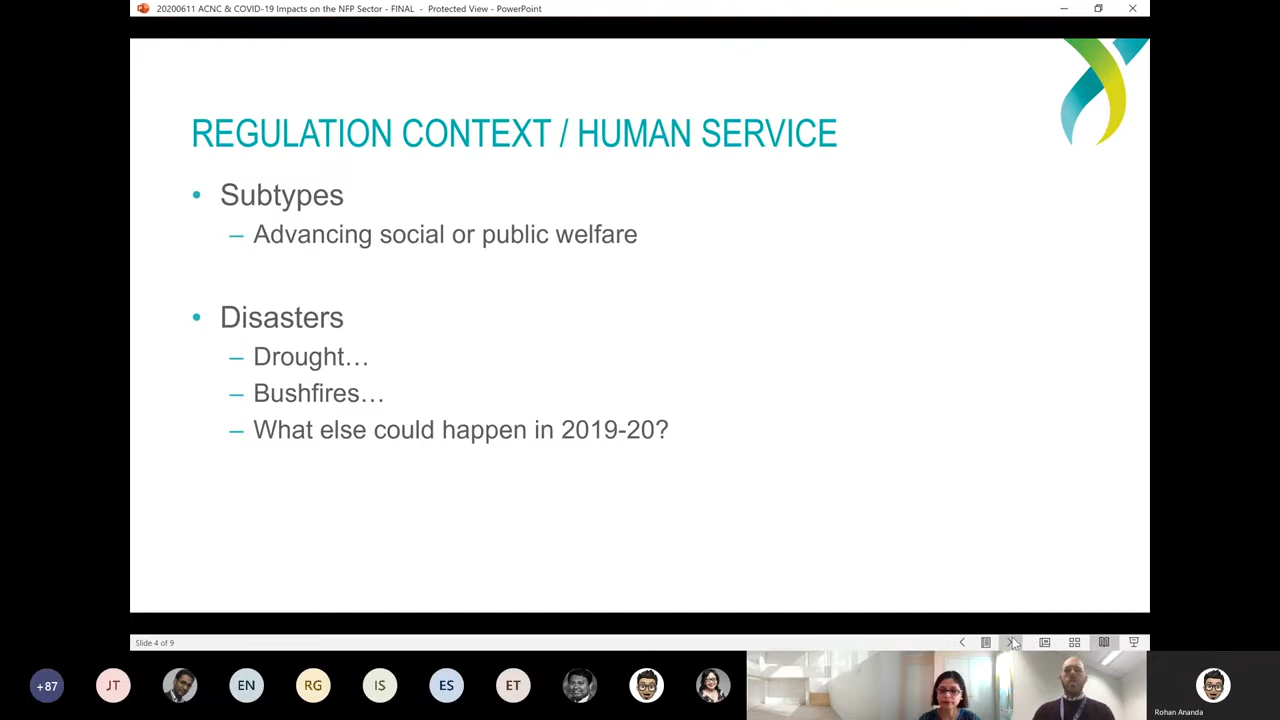 20200611 ACNC & COVID-19 Impacts on the NFP Sector - FINAL - Protected View - PowerPoint
REGULATION CONTEXT / HUMAN SERVICE
• Subtypes
– Advancing social or public welfare
• Disasters
– Drought…
– Bushfires…
– What else could happen in 2019-20?
Slide 4 of 9
+87
JT
EN
RG
IS
ES
ET
Rohan Ananda